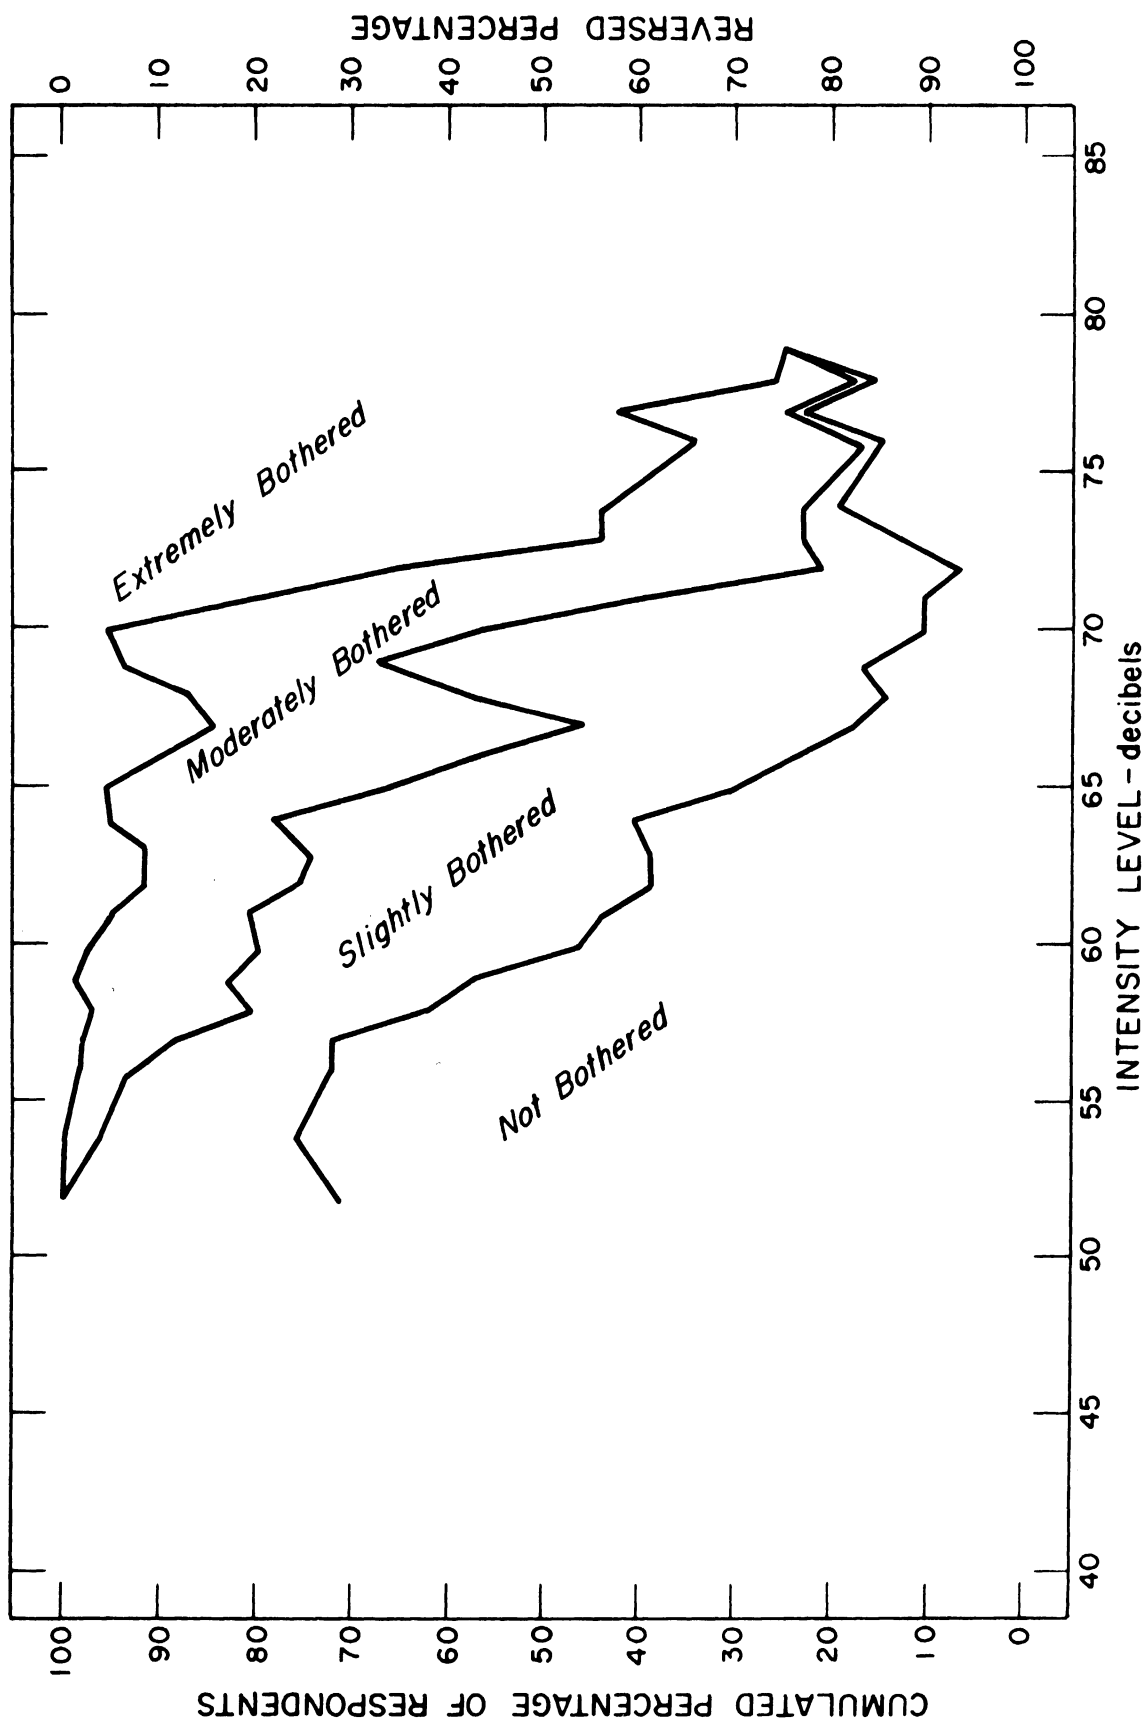 CUMULATED PERCENTAGE OF RESPONDENTS
100
90
80
70
60
50
40
30
20
10
0
Extremely Bothered
Moderately Bothered
Slightly Bothered
Not Bothered
REVERSED PERCENTAGE
0
10
20
30
40
50
60
70
80
90
100
40 45 50 55 60 65 70 75 80 85
INTENSITY LEVEL-decibels